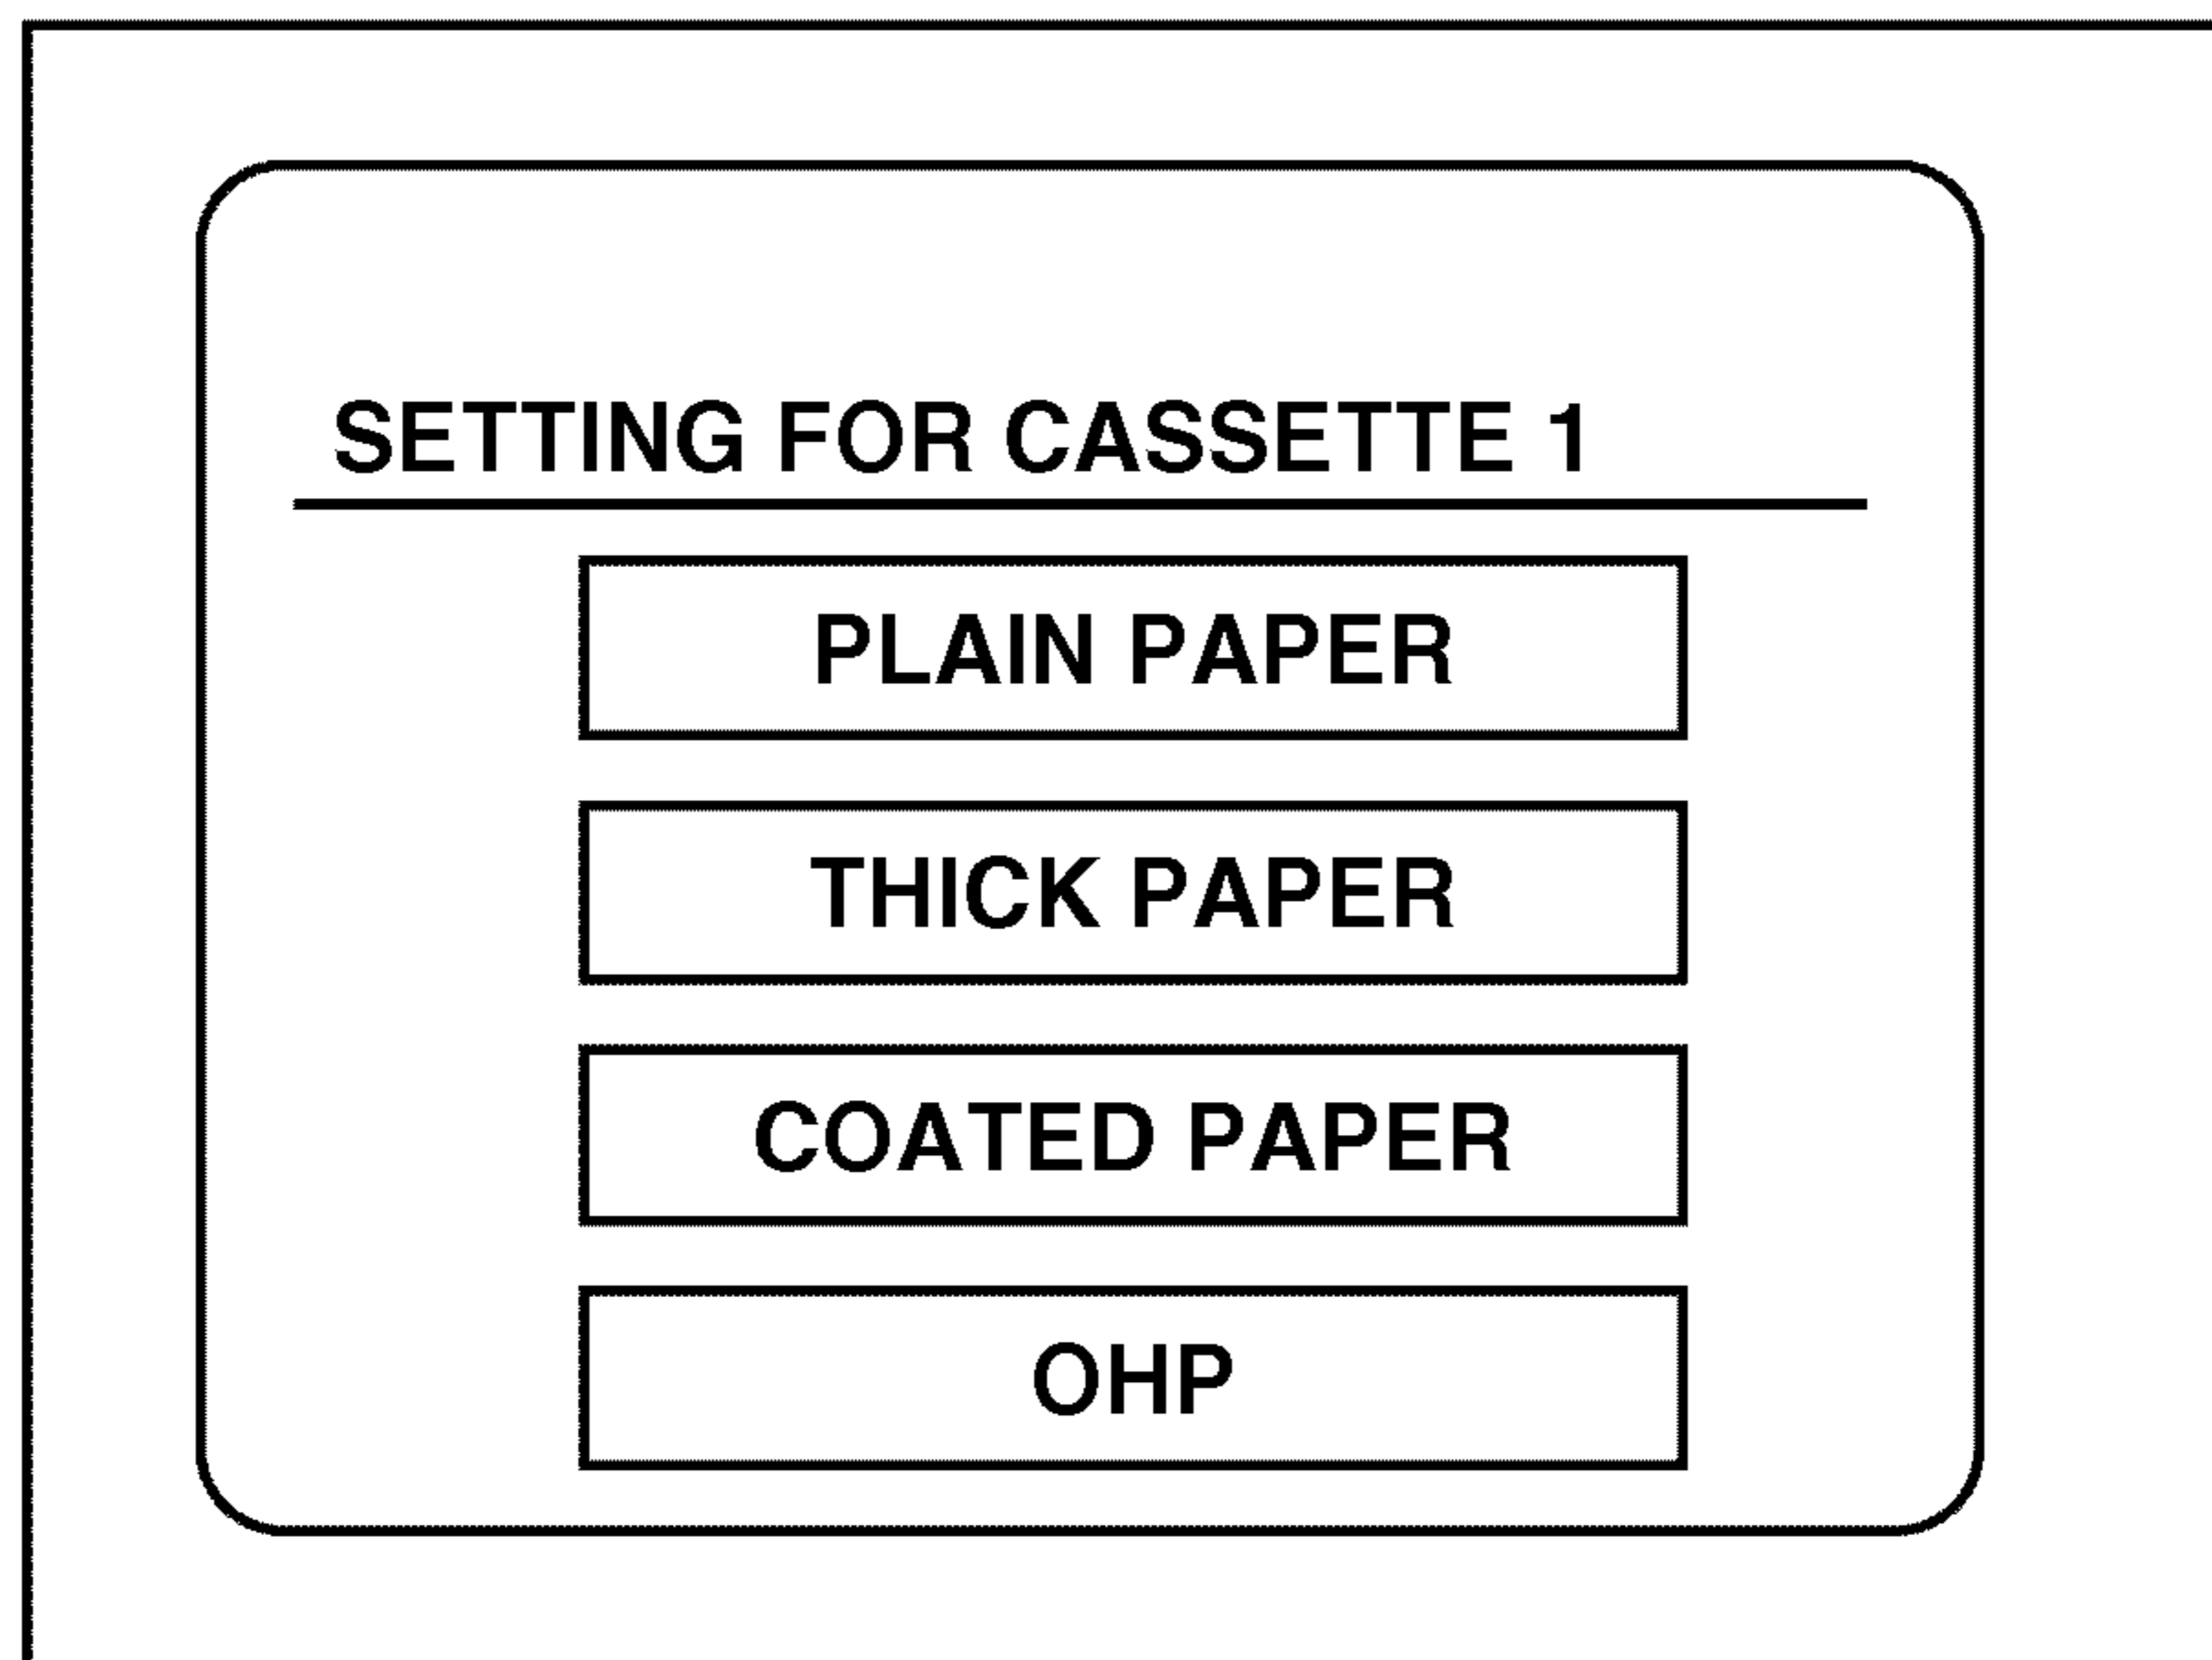 SETTING FOR CASSETTE 1
PLAIN PAPER
THICK PAPER
COATED PAPER
OHP